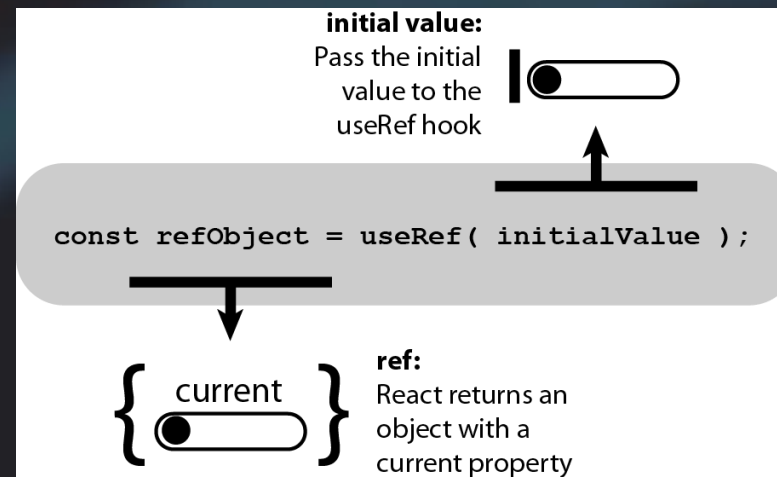 initial value:
Pass the initial
value to the
useRef hook
const refObject = useRef( initialValue );
{ current }
ref:
React returns an
object with a
current property